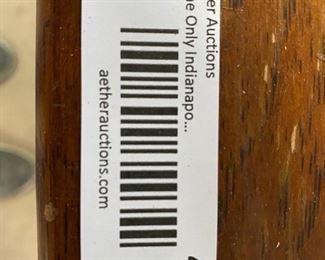 er Auctions
e Only Indianapo...
aetherauctions.com